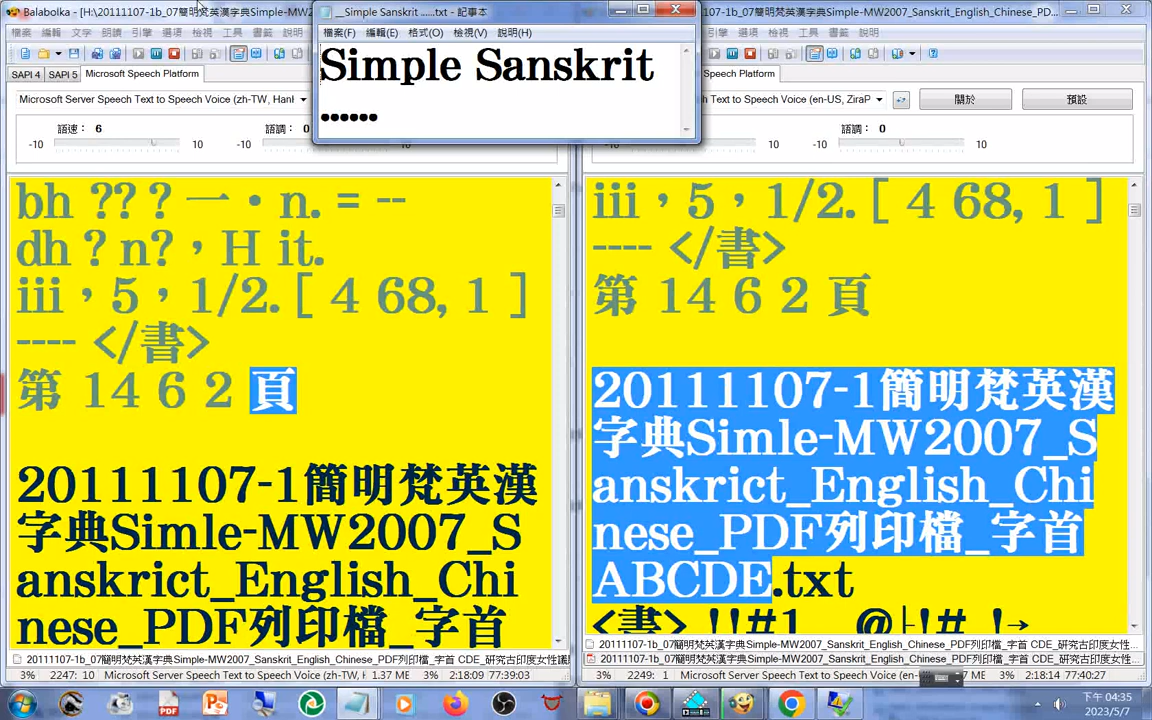 Balabolka - [H:\20111107-1b_07簡明梵英漢字典Simple-MW2
__Simple Sanskrit ......txt - 記事本
07簡明梵英漢字典Simple-MW2007_Sanskrit_English_Chinese_PD...
檔案 編輯 文字 朗讀 引擎 選項 檢視 工具 書籤 說明
檔案(F) 編輯(E) 格式(O) 檢視(V) 說明(H)
引擎 選項 檢視 工具 書籤 說明
Simple Sanskrit
......
SAPI 4 SAPI 5 Microsoft Speech Platform
Speech Platform
Microsoft Server Speech Text to Speech Voice (zh-TW, HanH
t Text to Speech Voice (en-US, ZiraP
關於
預設
語速： 6
語調： 0
語調： 0
-10 10 -10
10 -10 10
bh ??？一‧n. = --
dh？n?，H it.
iii，5，1/2.[ 4 68, 1 ]
---- </書>
第 14 6 2 頁
20111107-1簡明梵英漢
字典Simle-MW2007_S
anskrict_English_Chi
nese_PDF列印檔_字首
iii，5，1/2.[ 4 68, 1 ]
---- </書>
第 14 6 2 頁
20111107-1簡明梵英漢
字典Simle-MW2007_S
anskrict_English_Chi
nese_PDF列印檔_字首
ABCDE.txt
20111107-1b_07簡明梵英漢字典Simple-MW2007_Sanskrit_English_Chinese_PDF列印檔_字首 CDE_研究古印度女性議
3% 2247: 10 Microsoft Server Speech Text to Speech Voice (zh-TW, H 1.37 ME 3% 2:18:09 77:39:03
20111107-1b_07簡明梵英漢字典Simple-MW2007_Sanskrit_English_Chinese_PDF列印檔_字首 CDE_研究古印度女性...
20111107-1b_07簡明梵英漢字典Simple-MW2007_Sanskrit_English_Chinese_PDF列印檔_字首 CDE_研究古印度女性...
3% 2249: 1 Microsoft Server Speech Text to Speech Voice (en- ME 3% 2:18:14 77:40:27
下午 04:35
2023/5/7